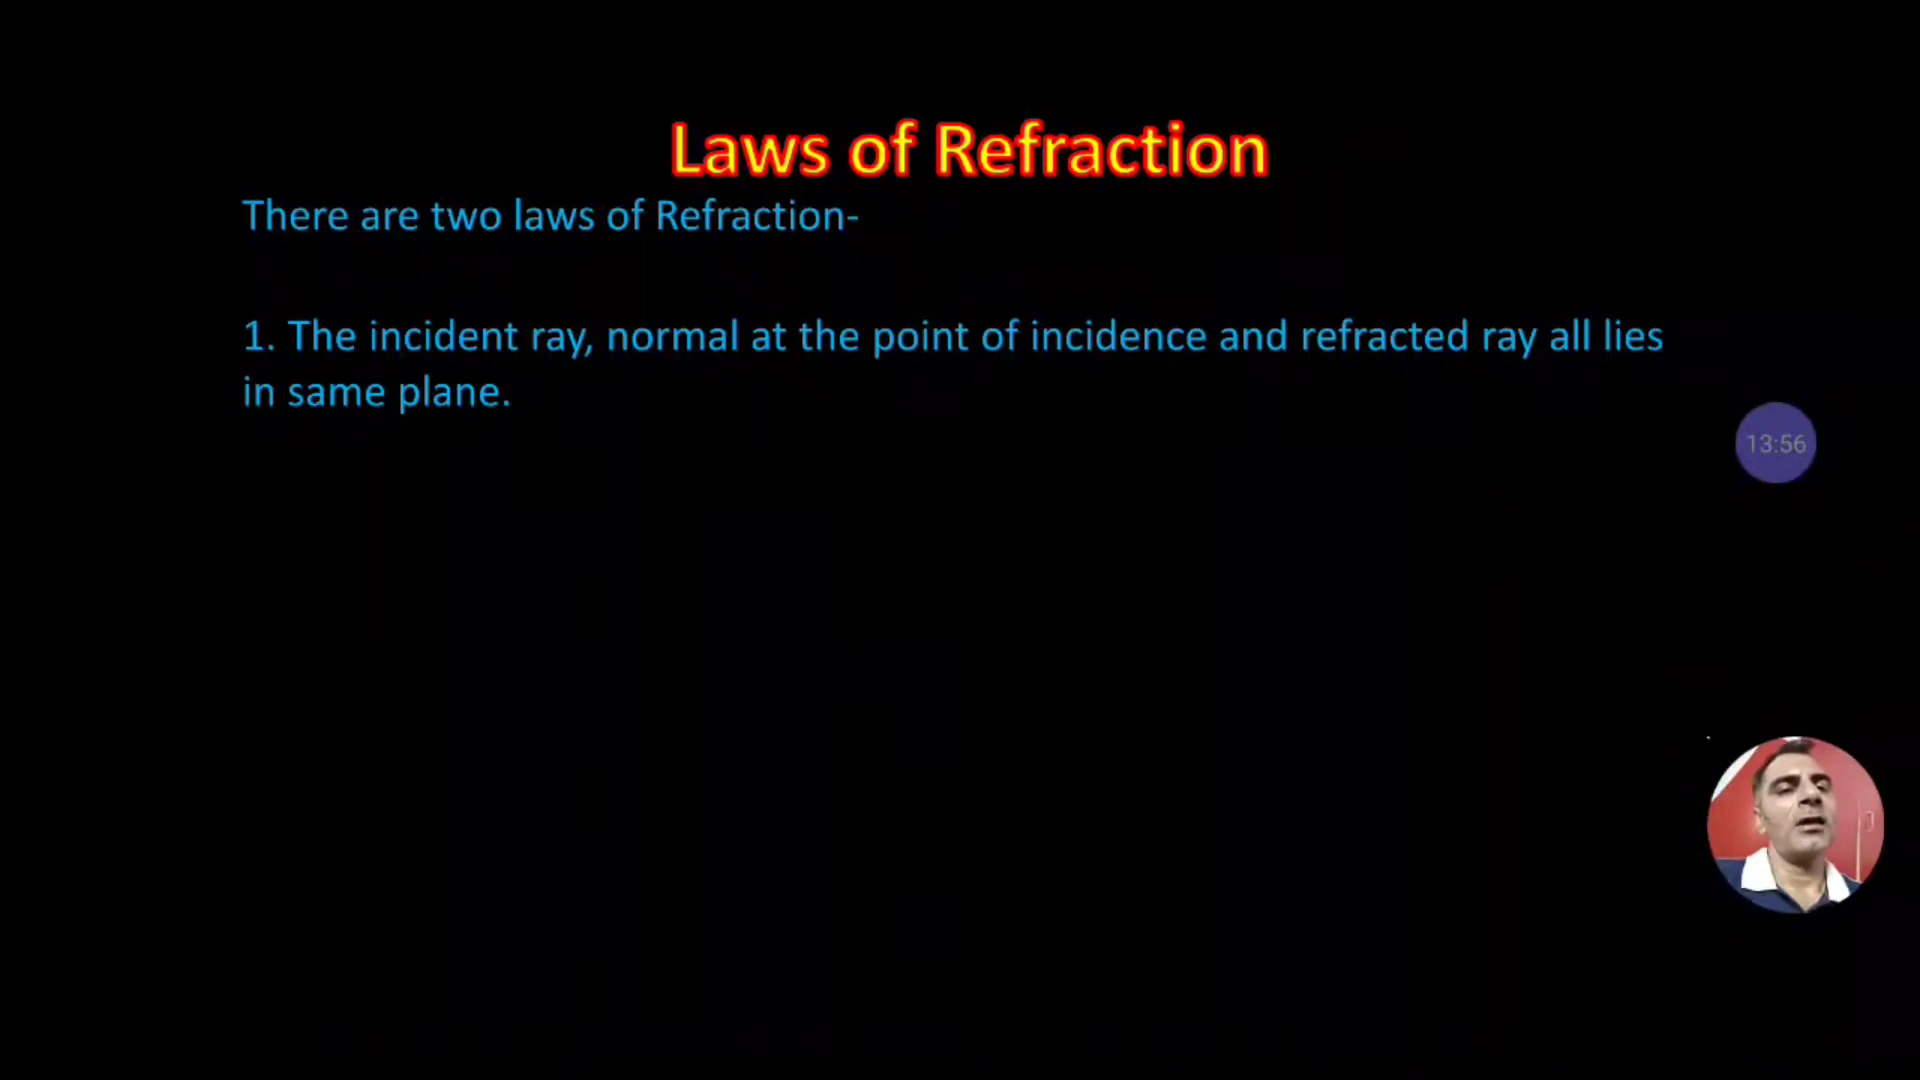 Laws of Refraction
There are two laws of Refraction-
1. The incident ray, normal at the point of incidence and refracted ray all lies
in same plane.
13:56